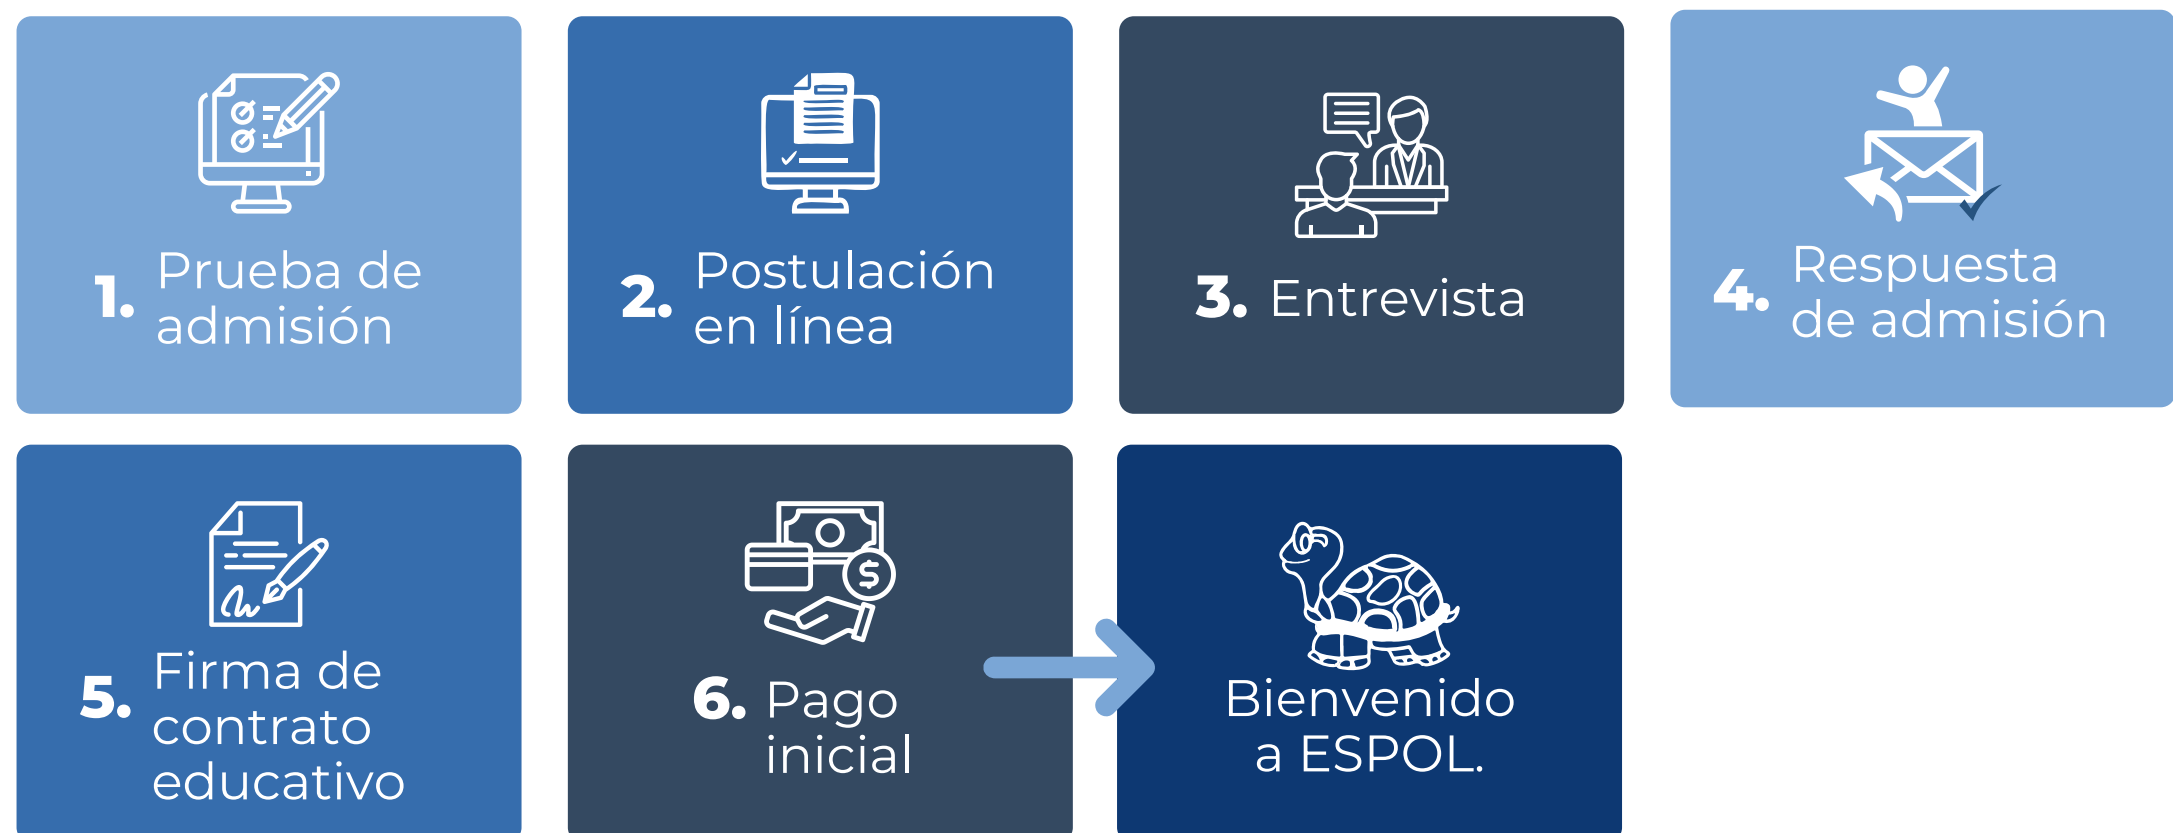 1. Prueba de
admisión
2. Postulación
en línea
3. Entrevista
4. Respuesta
de admisión
5. Firma de
contrato
educativo
$
6. Pago
inicial
Bienvenido
a ESPOL.